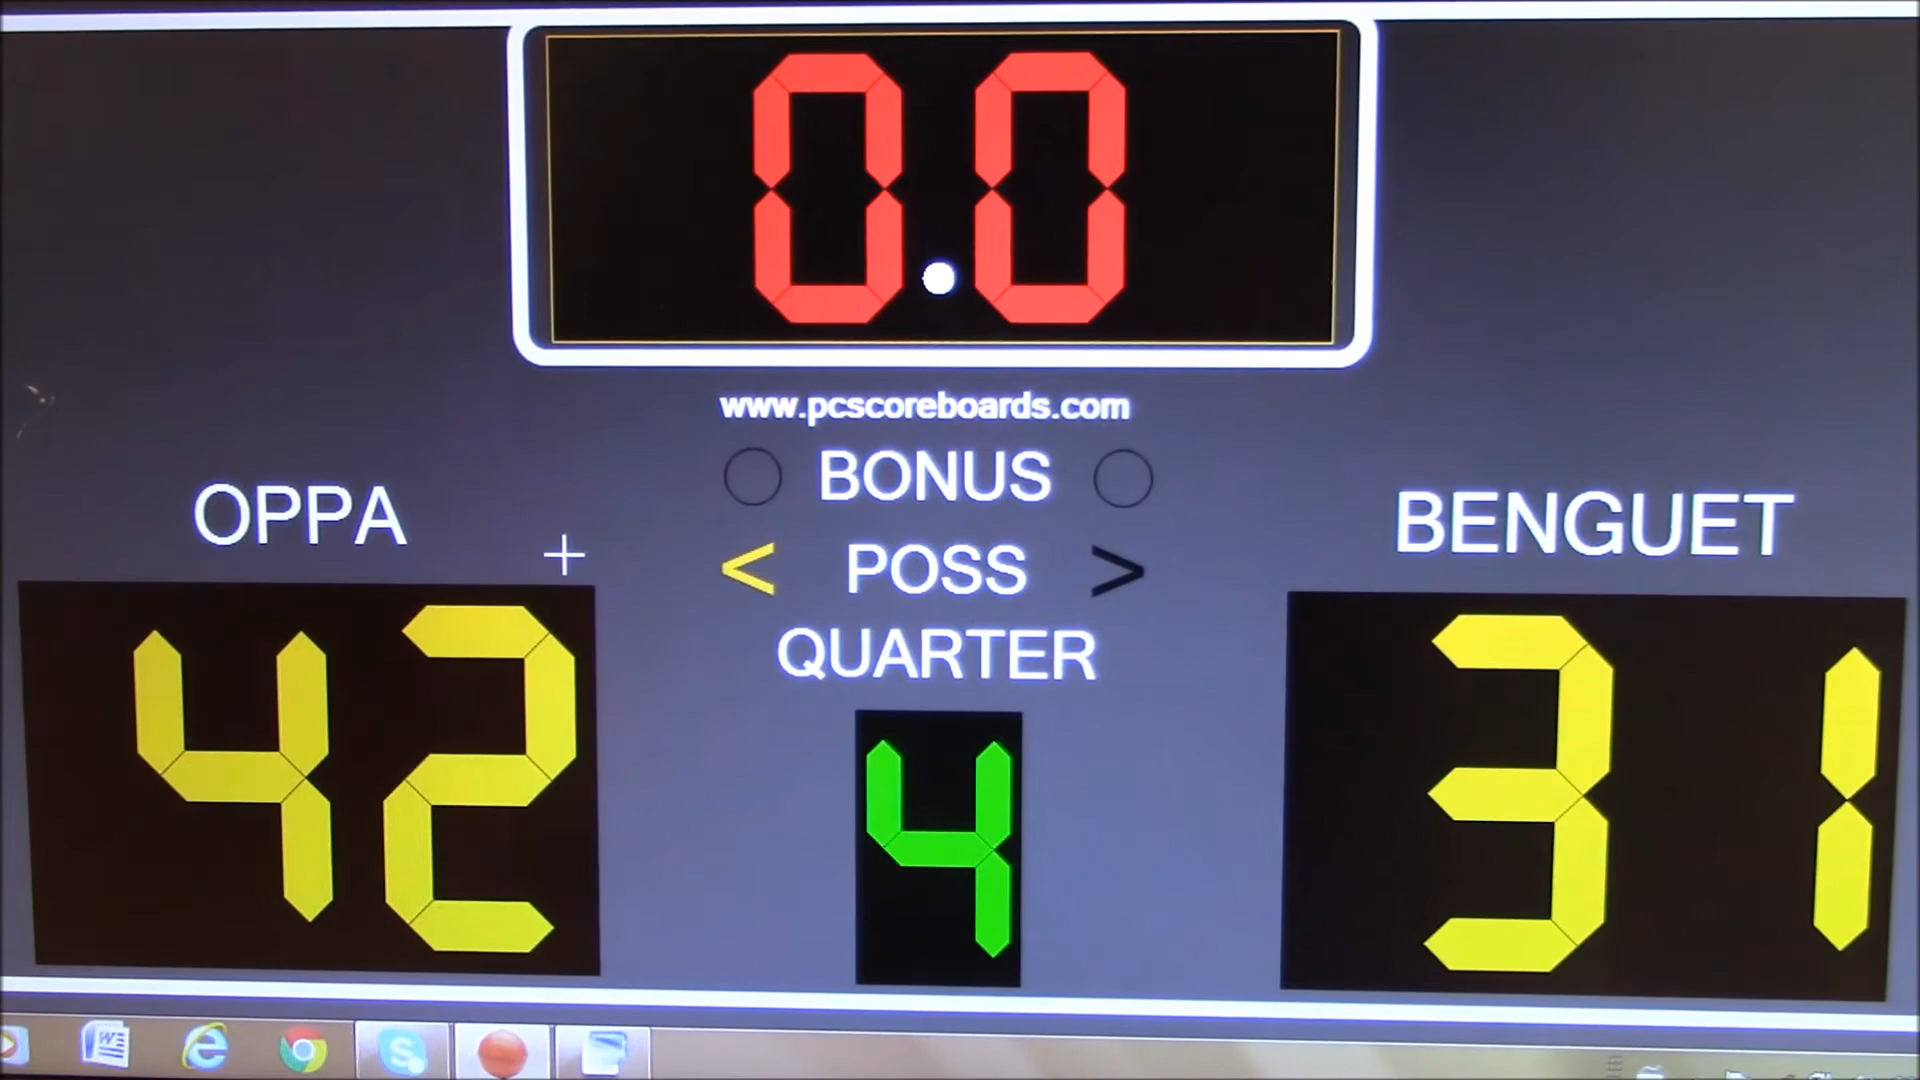 0.0
www.pcscoreboards.com
BONUS
OPPA
BENGUET
< POSS >
QUARTER
42
4
31